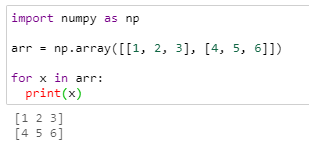 import numpy as np
arr = np.array([[1, 2, 3], [4, 5, 6]])
for x in arr:
  print(x)
[1 2 3]
[4 5 6]